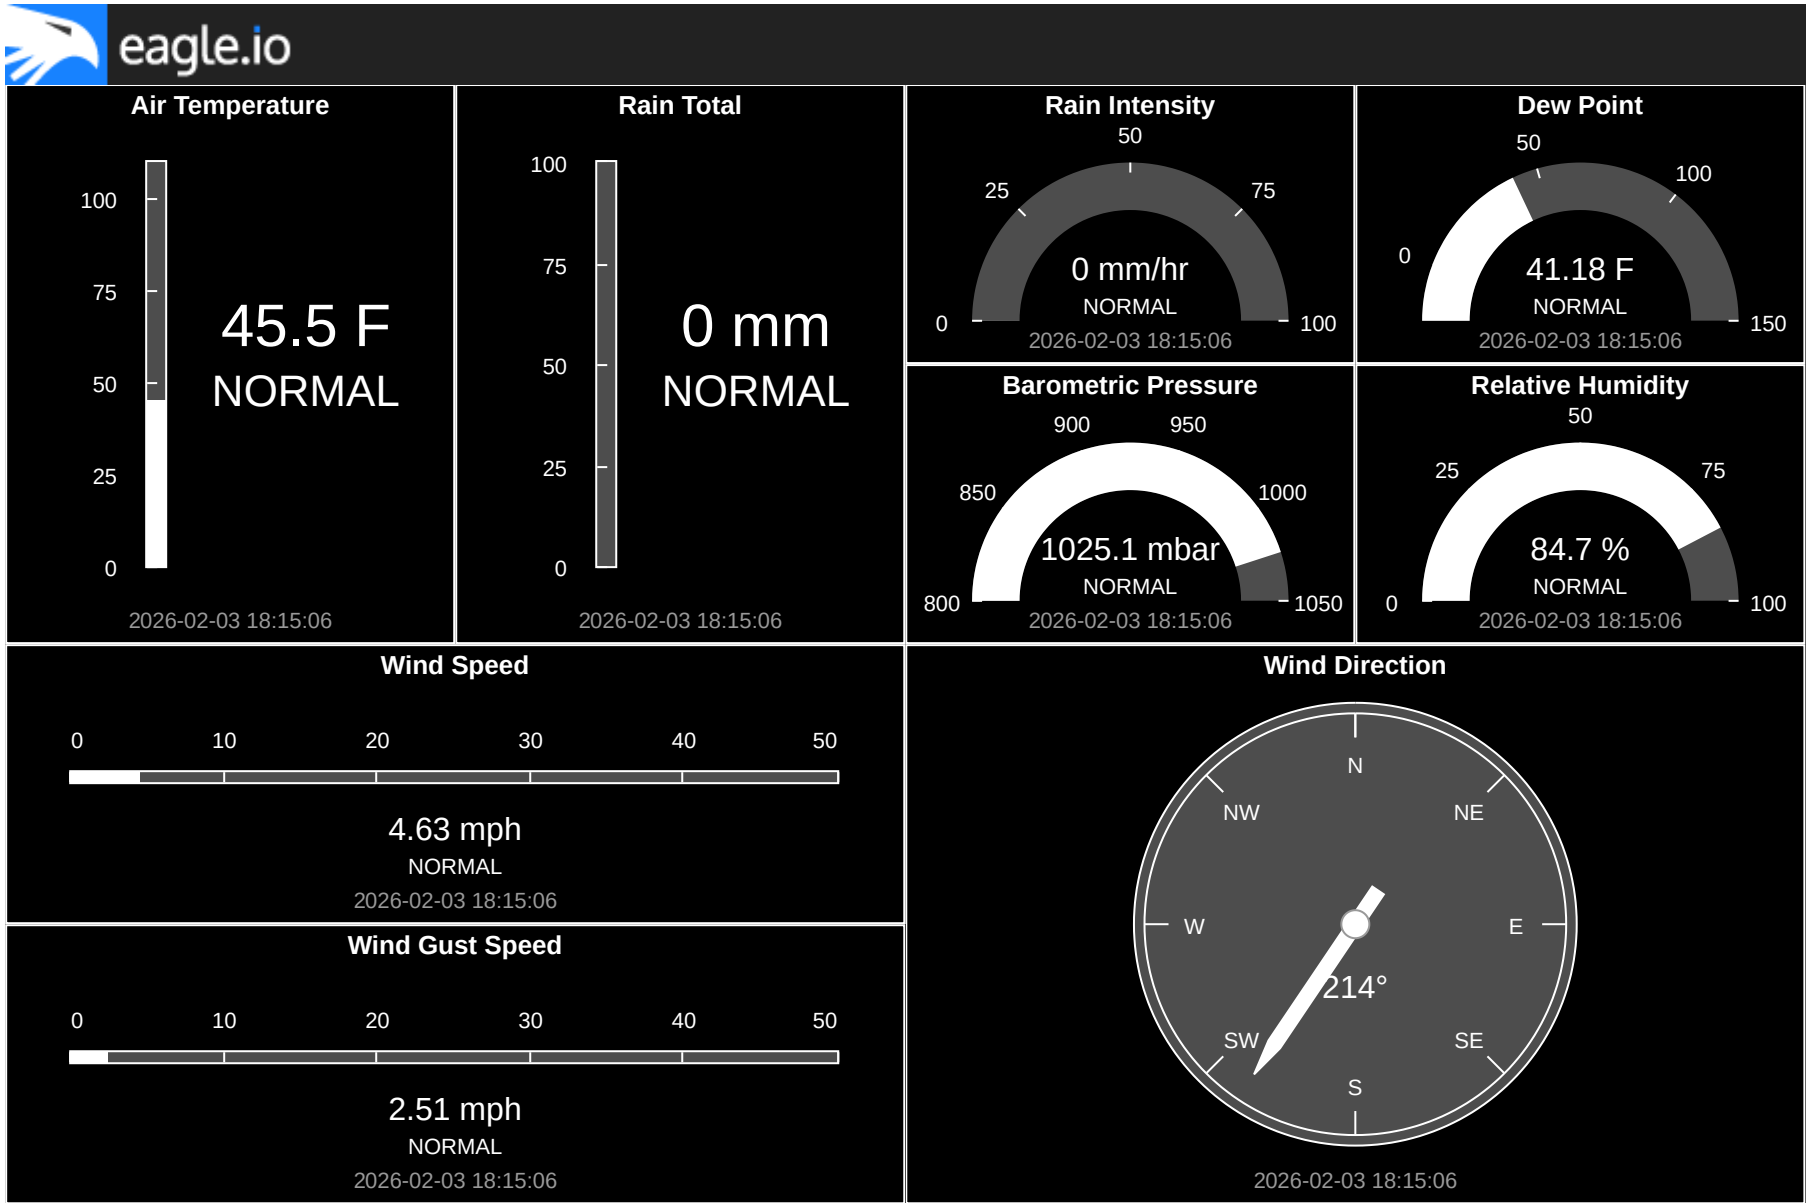 eagle.io
Air Temperature
100
75
50
25
0
45.5 F
NORMAL
2026-02-03 18:15:06
Rain Total
100
75
50
25
0
0 mm
NORMAL
2026-02-03 18:15:06
Rain Intensity
50
25
75
0
100
0 mm/hr
NORMAL
2026-02-03 18:15:06
Dew Point
50
100
0
150
41.18 F
NORMAL
2026-02-03 18:15:06
Barometric Pressure
900
950
850
1000
800
1050
1025.1 mbar
NORMAL
2026-02-03 18:15:06
Relative Humidity
50
25
75
0
100
84.7 %
NORMAL
2026-02-03 18:15:06
Wind Speed
0 10 20 30 40 50
4.63 mph
NORMAL
2026-02-03 18:15:06
Wind Gust Speed
0 10 20 30 40 50
2.51 mph
NORMAL
2026-02-03 18:15:06
Wind Direction
N
NW NE
W E
214°
SW SE
S
2026-02-03 18:15:06